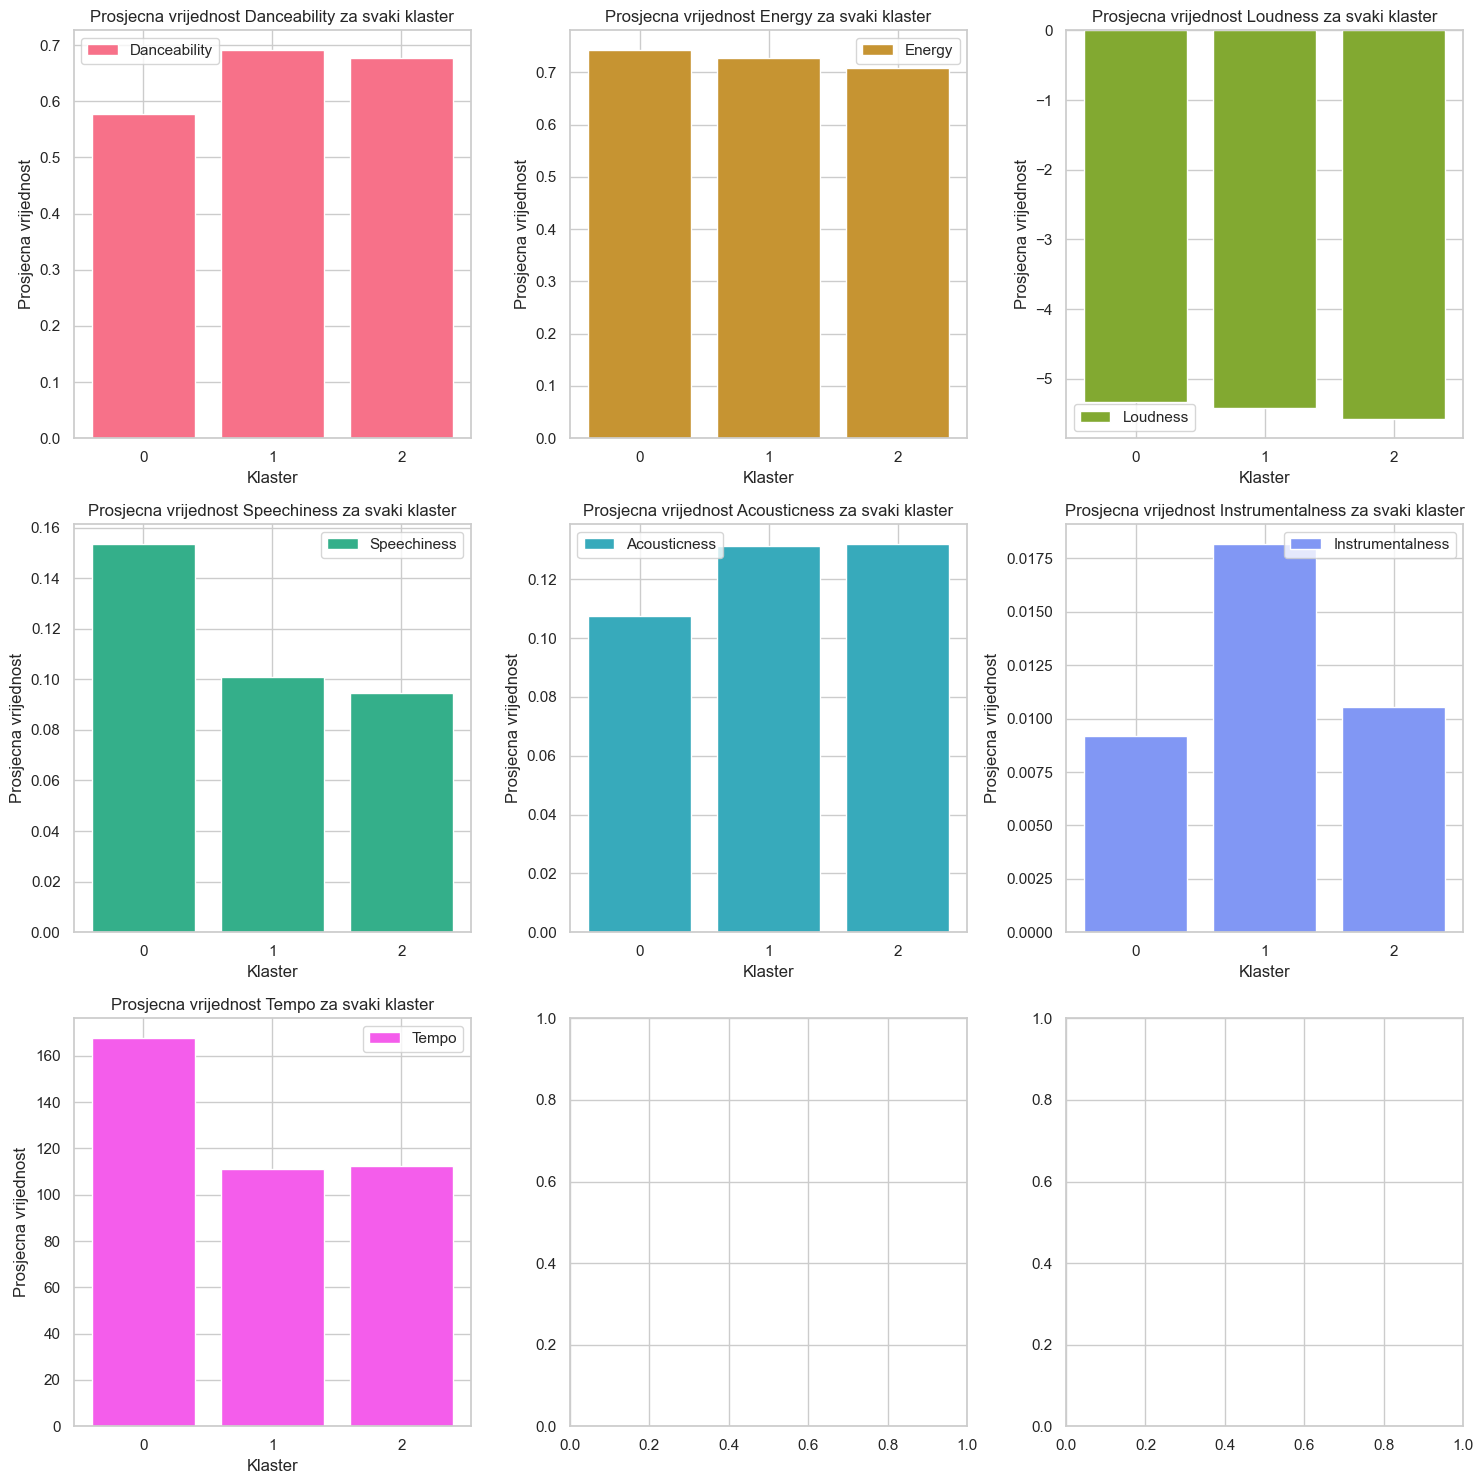 Prosjecna vrijednost Danceability za svaki klaster
Danceability
Prosjecna vrijednost
0.7
0.6
0.5
0.4
0.3
0.2
0.1
0.0
0 1 2
Klaster
Prosjecna vrijednost Energy za svaki klaster
Energy
Prosjecna vrijednost
0.7
0.6
0.5
0.4
0.3
0.2
0.1
0.0
0 1 2
Klaster
Prosjecna vrijednost Loudness za svaki klaster
Loudness
Prosjecna vrijednost
0
−1
−2
−3
−4
−5
0 1 2
Klaster
Prosjecna vrijednost Speechiness za svaki klaster
Speechiness
Prosjecna vrijednost
0.16
0.14
0.12
0.10
0.08
0.06
0.04
0.02
0.00
0 1 2
Klaster
Prosjecna vrijednost Acousticness za svaki klaster
Acousticness
Prosjecna vrijednost
0.12
0.10
0.08
0.06
0.04
0.02
0.00
0 1 2
Klaster
Prosjecna vrijednost Instrumentalness za svaki klaster
Instrumentalness
Prosjecna vrijednost
0.0175
0.0150
0.0125
0.0100
0.0075
0.0050
0.0025
0.0000
0 1 2
Klaster
Prosjecna vrijednost Tempo za svaki klaster
Tempo
Prosjecna vrijednost
160
140
120
100
80
60
40
20
0
0 1 2
Klaster
1.0
0.8
0.6
0.4
0.2
0.0
0.0 0.2 0.4 0.6 0.8 1.0
1.0
0.8
0.6
0.4
0.2
0.0
0.0 0.2 0.4 0.6 0.8 1.0